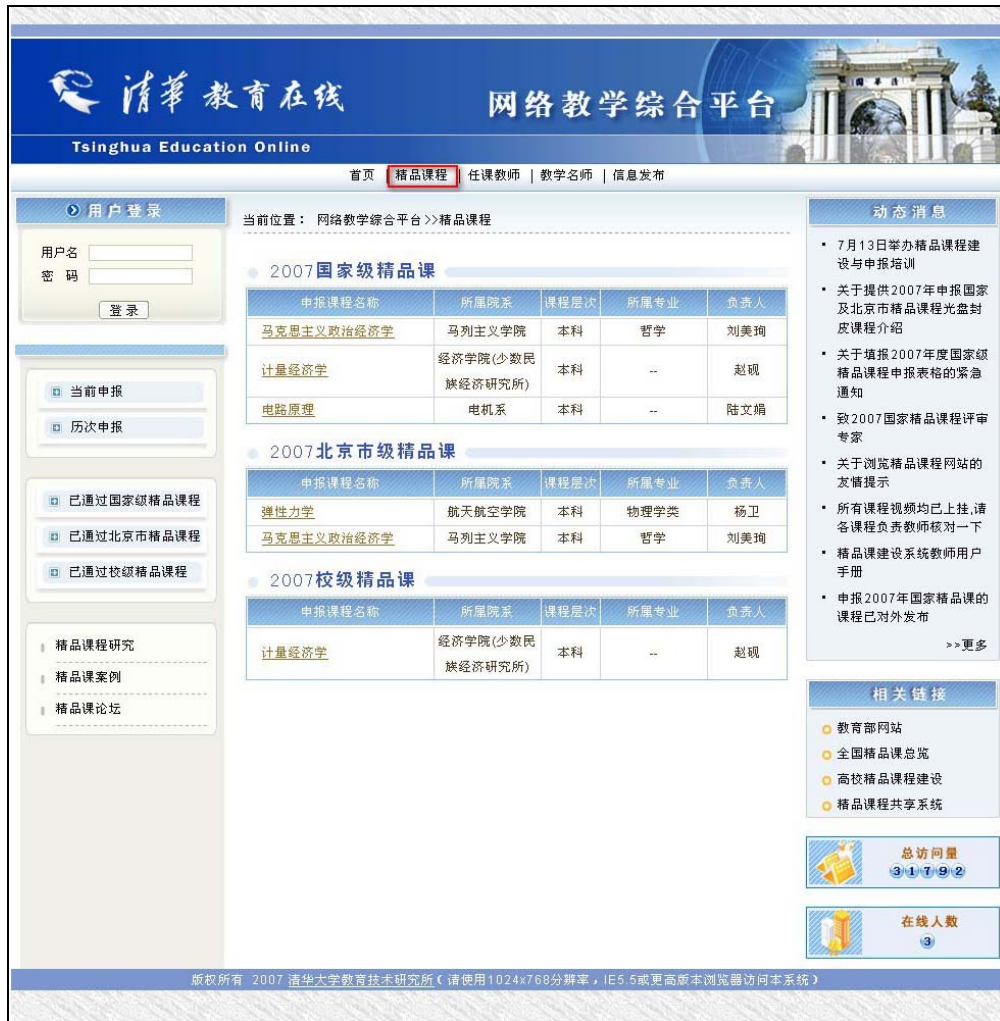 清华教育在线
网络教学综合平台
Tsinghua Education Online
首页 | 精品课程 | 任课教师 | 教学名师 | 信息发布
用户登录
用户名
密 码
登录
当前申报
历次申报
已通过国家级精品课程
已通过北京市精品课程
已通过校级精品课程
精品课程研究
精品课案例
精品课论坛
当前位置： 网络教学综合平台>>精品课程
2007国家级精品课
申报课程名称 所属院系 课程层次 所属专业 负责人
马克思主义政治经济学 马列主义学院 本科 哲学 刘美珣
计量经济学 经济学院(少数民族经济研究所) 本科 -- 赵砚
电路原理 电机系 本科 -- 陆文娟
2007北京市级精品课
申报课程名称 所属院系 课程层次 所属专业 负责人
弹性力学 航天航空学院 本科 物理学类 杨卫
马克思主义政治经济学 马列主义学院 本科 哲学 刘美珣
2007校级精品课
申报课程名称 所属院系 课程层次 所属专业 负责人
计量经济学 经济学院(少数民族经济研究所) 本科 -- 赵砚
动态消息
7月13日举办精品课程建
设与申报培训
关于提供2007年申报国家
及北京市精品课程光盘封
皮课程介绍
关于填报2007年度国家级
精品课程申报表格的紧急
通知
致2007国家精品课程评审
专家
关于浏览精品课程网站的
友情提示
所有课程视频均已上挂,请
各课程负责教师核对一下
精品课建设系统教师用户
手册
申报2007年国家精品课的
课程已对外发布
>>更多
相关链接
教育部网站
全国精品课总览
高校精品课程建设
精品课程共享系统
总访问量
31792
在线人数
3
版权所有 2007 清华大学教育技术研究所(请使用1024x768分辨率，IE5.5或更高版本浏览器访问本系统)